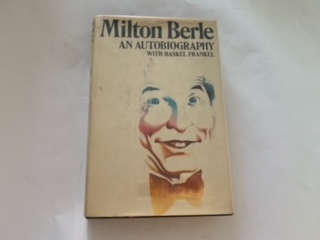 Milton Berle
AN AUTOBIOGRAPHY
WITH HASKEL FRANKEL